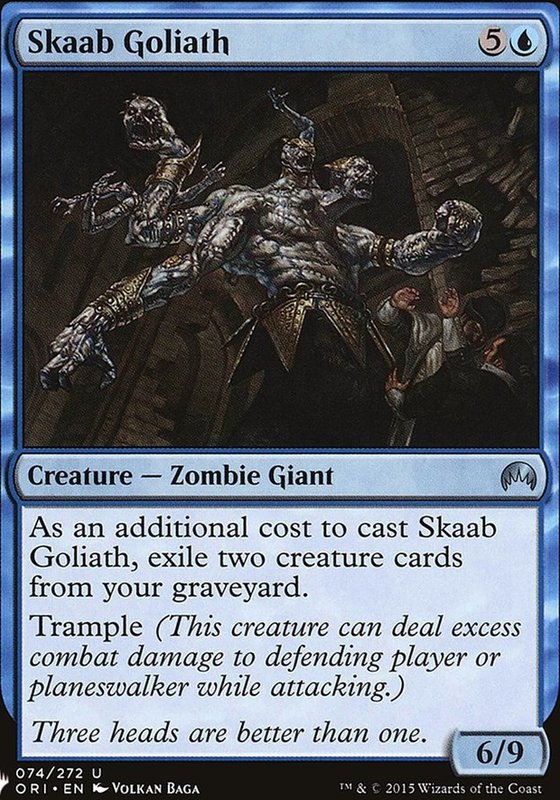 Skaab Goliath 5
Creature — Zombie Giant
As an additional cost to cast Skaab
Goliath, exile two creature cards
from your graveyard.
Trample (This creature can deal excess
combat damage to defending player or
planeswalker while attacking.)
Three heads are better than one.
6/9
074/272 U
ORI • EN Volkan Baga
™ & © 2015 Wizards of the Coast